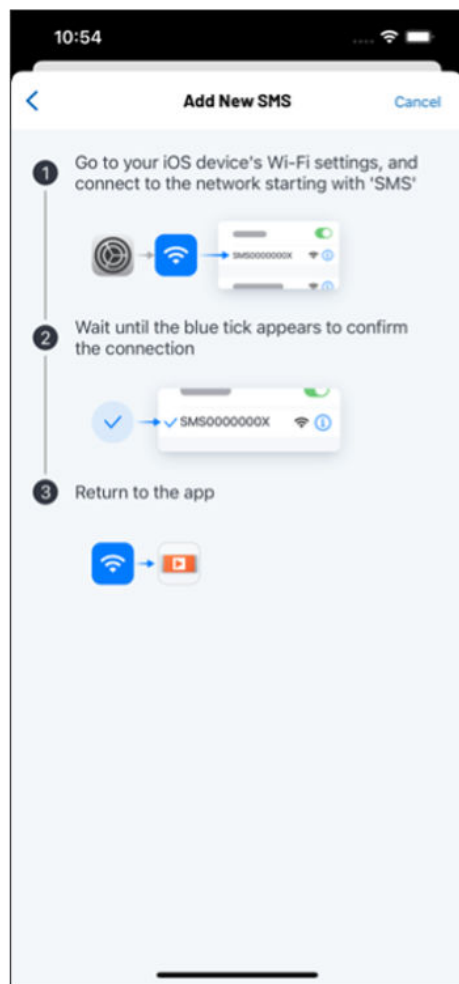 10:54
Add New SMS
Cancel
1
Go to your iOS device's Wi-Fi settings, and
connect to the network starting with 'SMS'
SMS0000000X
2
Wait until the blue tick appears to confirm
the connection
SMS0000000X
3
Return to the app